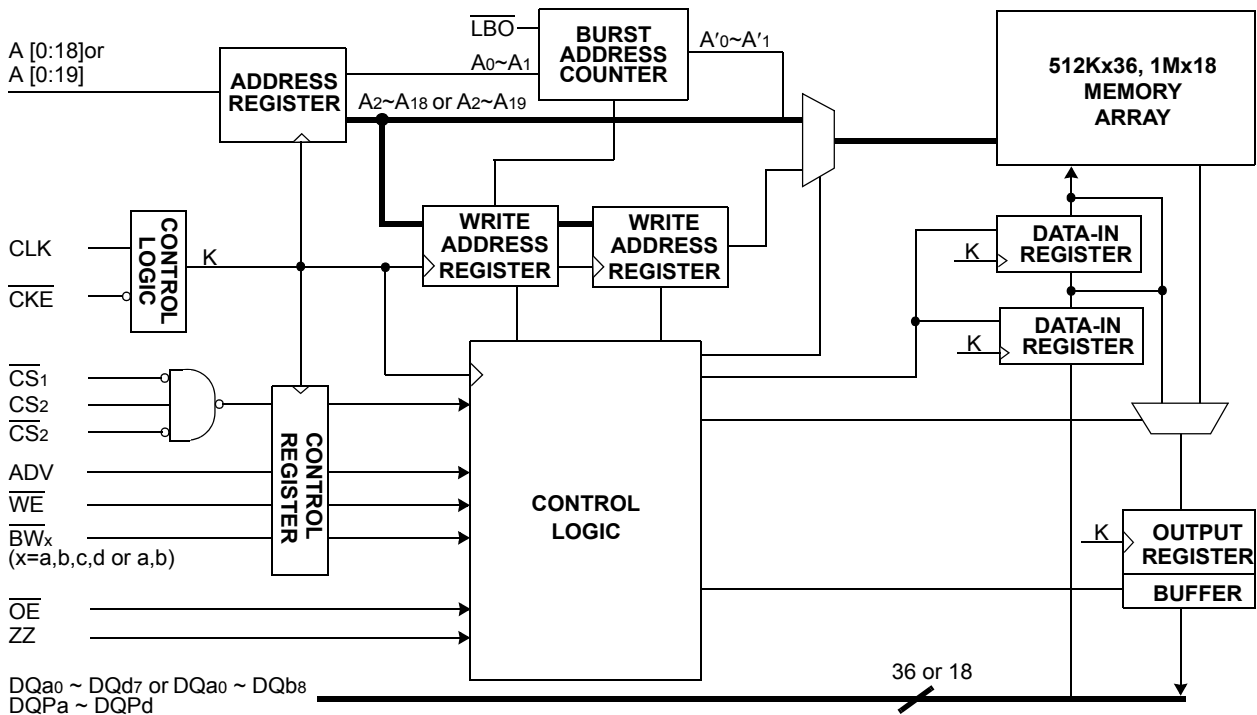 A [0:18]or
A [0:19]
ADDRESS
REGISTER
LBO
A0~A1
BURST
ADDRESS
COUNTER
A′0~A′1
A2~A18 or A2~A19
512Kx36, 1Mx18
MEMORY
ARRAY
WRITE
ADDRESS
REGISTER
WRITE
ADDRESS
REGISTER
CLK
CKE
CONTROL
LOGIC
K
DATA-IN
REGISTER
K
DATA-IN
REGISTER
K
CS1
CS2
CS2
ADV
WE
BWx
(x=a,b,c,d or a,b)
CONTROL
REGISTER
CONTROL
LOGIC
OE
ZZ
K
OUTPUT
REGISTER
BUFFER
DQa0 ~ DQd7 or DQa0 ~ DQb8
DQPa ~ DQPd
36 or 18